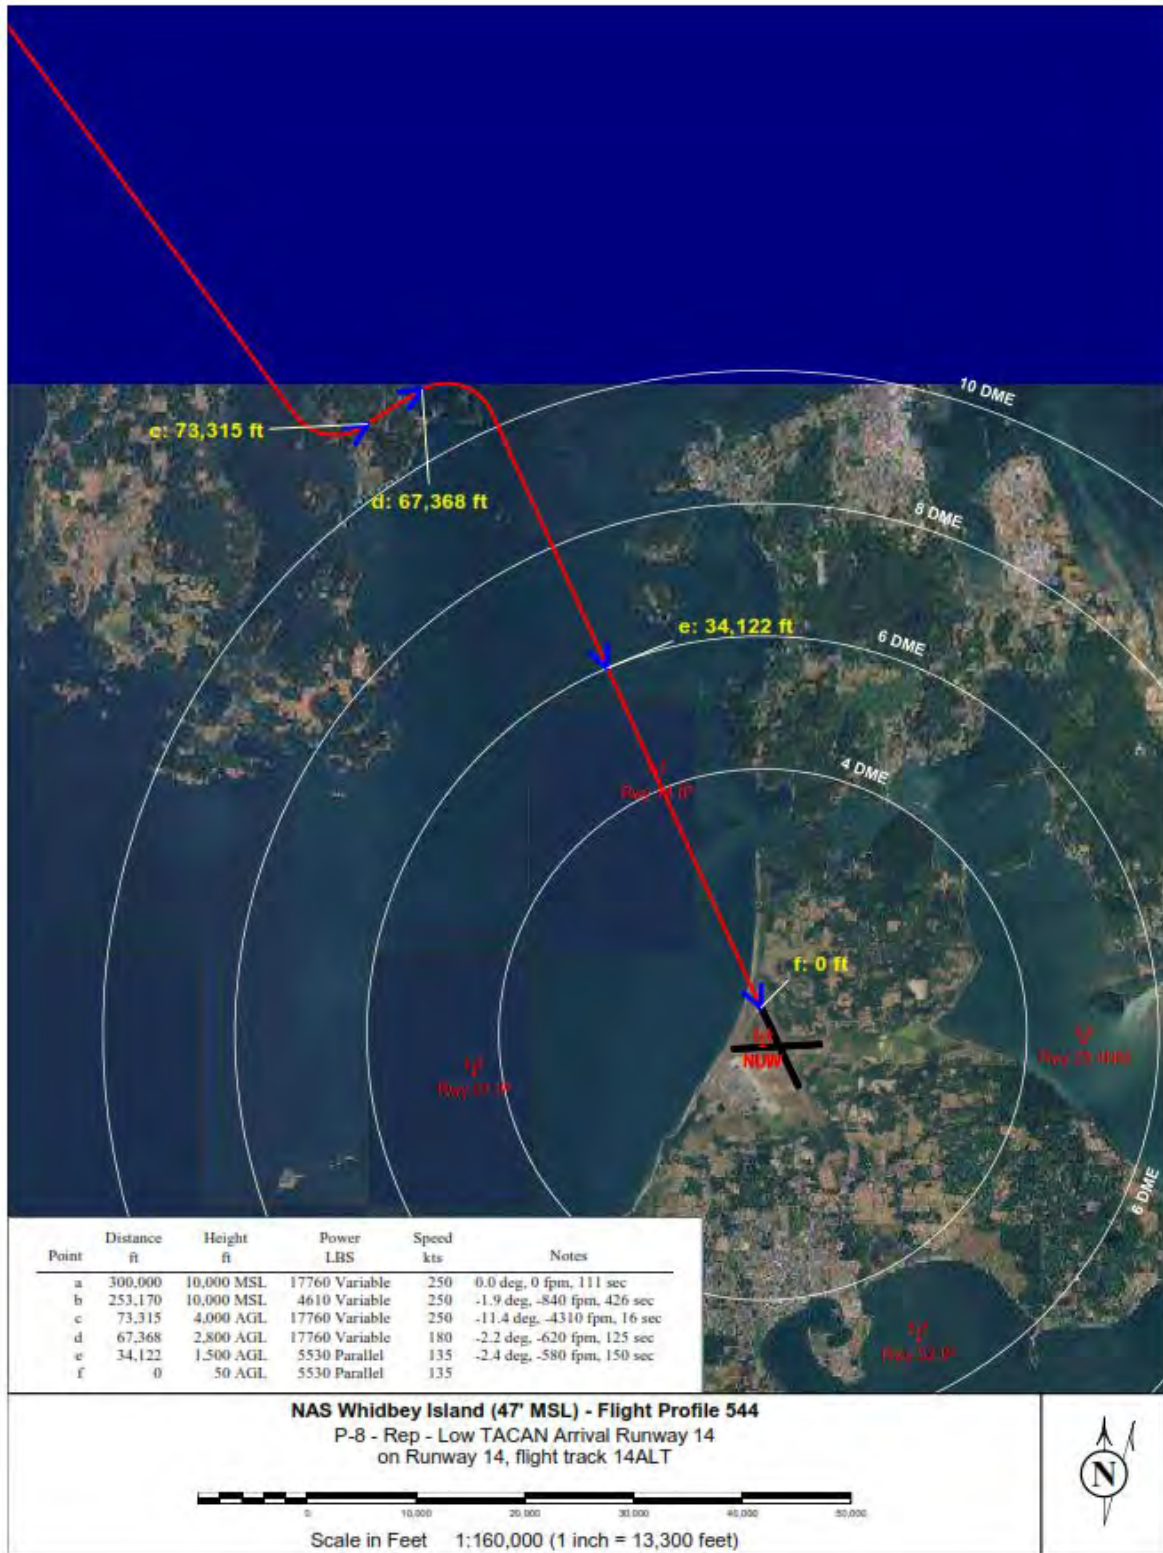 10 DME
c: 73,315 ft
d: 67,368 ft
8 DME
e: 34,122 ft
6 DME
4 DME
f: 0 ft
NUW
6 DME
Point Distance ft Height ft Power LBS Speed kts Notes
a 300,000 10,000 MSL 17760 Variable 250 0.0 deg, 0 fpm, 111 sec
b 253,170 10,000 MSL 4610 Variable 250 -1.9 deg, -840 fpm, 426 sec
c 73,315 4,000 AGL 17760 Variable 250 -11.4 deg, -4310 fpm, 16 sec
d 67,368 2,800 AGL 17760 Variable 180 -2.2 deg, -620 fpm, 125 sec
e 34,122 1,500 AGL 5530 Parallel 135 -2.4 deg, -580 fpm, 150 sec
f 0 50 AGL 5530 Parallel 135
NAS Whidbey Island (47' MSL) - Flight Profile 544
P-8 - Rep - Low TACAN Arrival Runway 14
on Runway 14, flight track 14ALT
0 10,000 20,000 30,000 40,000 50,000
Scale in Feet 1:160,000 (1 inch = 13,300 feet)
N